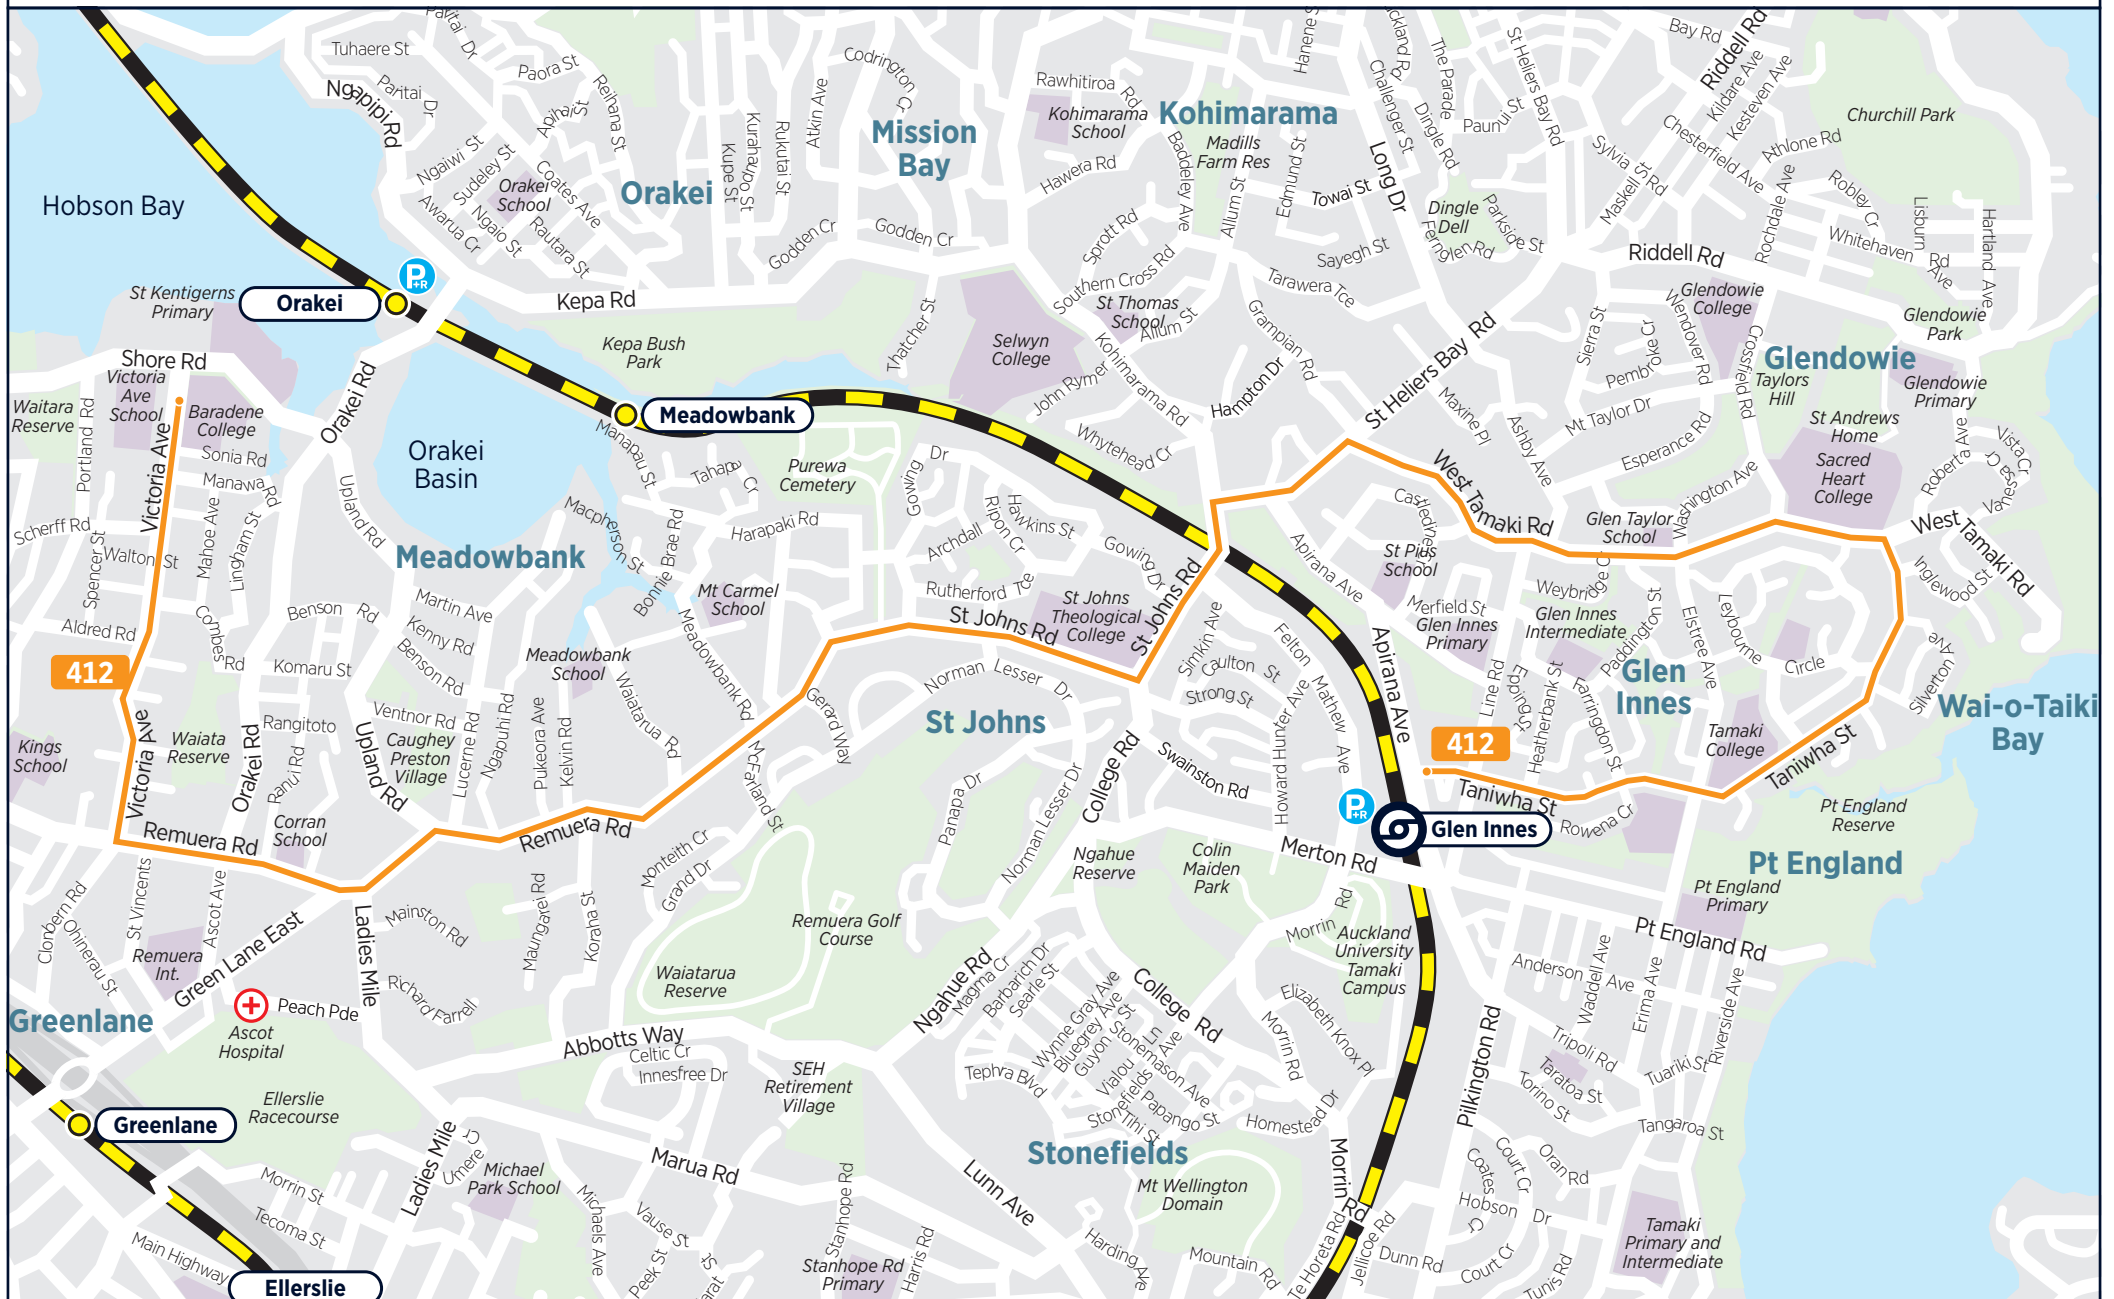 Tuhaere St
Paritai Dr
Ngapipi Rd
Paora St
Reihana St
Apihai St
Codrington Cr
Atkin Ave
Rukutai St
Kurahaupo St
Kupe St
Rawhitiroa Rd
Kohimarama
School
Kohimarama
Mission
Bay
Madills
Farm Res
Hawera Rd
Baddeley Ave
Allum St
Edmund St
Towai St
Long Dr
Challenger St
Dingle Rd
The Parade
St Heliers Bay Rd
Bay Rd
Riddell Rd
Kildare Ave
Kesteven Ave
Chesterfield Ave
Athlone Rd
Sylvia Rd
Maskell St
Churchill Park
Robley Cr
Lisburn Ave
Whitehaven Rd
Hartland Ave
Rochdale Ave
Riddell Rd
Dingle
Dell
Parkside St
Fern Glen Rd
Hobson Bay
Ngaiwi St
Sudeley St
Orakei
School
Coates Ave
Awarua Cr
Ngaio St
Rautara St
Orakei
Godden Cr
Godden Cr
Sprott Rd
Southern Cross Rd
Sayegh St
Tarawera Tce
St Kentigerns
Primary
Orakei
P+R
Kepa Rd
Kepa Bush
Park
Thatcher St
Selwyn
College
St Thomas
School
Allum St
Grampian Rd
Kohimarama Rd
John Rymer
Hampton Dr
St Heliers Bay Rd
Sierra St
Pembroke Cr
Wendover Rd
Glendowie
College
Crossfield Rd
Glendowie
Park
Glendowie
Taylors
Hill
Glendowie
Primary
Shore Rd
Victoria
Ave
School
Waitara
Reserve
Portland Rd
Baradene
College
Sonia Rd
Manawa Rd
Victoria Ave
Orakei Rd
Orakei
Basin
Meadowbank
Manapau St
Tahapa Cr
Purewa
Cemetery
Gowing Dr
Whytehead Cr
Maxine Pl
Ashby Ave
Mt Taylor Dr
Esperance Rd
St Andrews
Home
Sacred
Heart
College
Roberta Ave
Vista Cr
Vanessa Cr
Scherff Rd
Spencer St
Walton St
Mahoe Ave
Lingham St
Upland Rd
Meadowbank
Macpherson St
Bonnie Brae Rd
Harapaki Rd
Archdall
Ripon Cr
Hawkins St
Gowing Dr
Castledine
West Tamaki Rd
Glen Taylor
School
Washington Ave
West Tamaki Rd
Inglewood St
Apirana Ave
St Pius
School
Weybridge C
Aldred Rd
412
Combes Rd
Benson Rd
Komaru St
Martin Ave
Kenny Rd
Benson Rd
Meadowbank
School
Mt Carmel
School
Meadowbank Rd
Rutherford Tce
St Johns Rd
St Johns
Theological
College
St Johns Rd
Simkin Ave
Felton Mathew Ave
Caulton St
Strong St
Merfield St
Glen Innes
Primary
Glen Innes
Intermediate
Paddington St
Elstree Ave
Leybourne Circle
Silverton Ave
Glen
Innes
Line Rd
Epping St
Heatherbank St
Farringdon St
Tamaki
College
Wai-o-Taiki
Bay
Kings
School
Victoria Ave
Waiata
Reserve
Orakei Rd
Rangitoto
Ranui Rd
Upland Rd
Ventnor Rd
Caughey
Preston
Village
Lucerne Rd
Ngapuhi Rd
Pukeora Ave
Kelvin Rd
Waiatarua Rd
McFarland St
Gerard Way
Norman Lesser Dr
St Johns
Panapa Dr
Norman Lesser Dr
College Rd
Swainston Rd
Howard Hunter Ave
Apirana Ave
412
Taniwha St
Taniwha St
Rowena Cr
P+R
Glen Innes
Merton Rd
Pt England
Reserve
Pt England
Pt England
Primary
Pt England Rd
Remuera Rd
Corran
School
Remuera Rd
Monteith Cr
Grand Dr
Ngahue
Reserve
Colin
Maiden
Park
Clonbern Rd
Ohinerau St
St Vincents
Ascot Ave
Remuera
Int.
Green Lane East
Ladies Mile
Mainston Rd
Richard Farrell
Maungarei Rd
Koraha St
Remuera Golf
Course
Waiatarua
Reserve
Morrin Rd
Auckland
University
Tamaki
Campus
Anderson Ave
Waddell Ave
Erima Ave
Riverside Ave
Greenlane
Peach Pde
Ascot
Hospital
Abbotts Way
Celtic Cr
Innesfree Dr
SEH
Retirement
Village
Ngahue Rd
Magma Cr
Barbarich Dr
Searle St
Wynne Gray Ave
Bluegrey Ave
Guyon St
Vialou Ln
Stonemason Ave
Stonefields Ave
Papango St
Tihi St
Tephra Blvd
College Rd
Elizabeth Knox Pl
Morrin Rd
Homestead Dr
Pilkington Rd
Tripoli Rd
Taratoa St
Torino St
Tuariki St
Tangaroa St
Ellerslie
Racecourse
Greenlane
Ladies Mile
Umere Cr
Michael
Park School
Marua Rd
Lunn Ave
Stonefields
Mt Wellington
Domain
Morrin Rd
Coates Cr
Court Cr
Oran Rd
Hobson Dr
Morrin St
Tecoma St
Main Highway
Ellerslie
Michaels Ave
Vause St
Peek St
Stanhope Rd
Stanhope Rd
Primary
Harris Rd
Harding Ave
Mountain Rd
Te Horeta Rd
Jellicoe Rd
Dunn Rd
Court Cr
Tunis Rd
Tamaki
Primary and
Intermediate